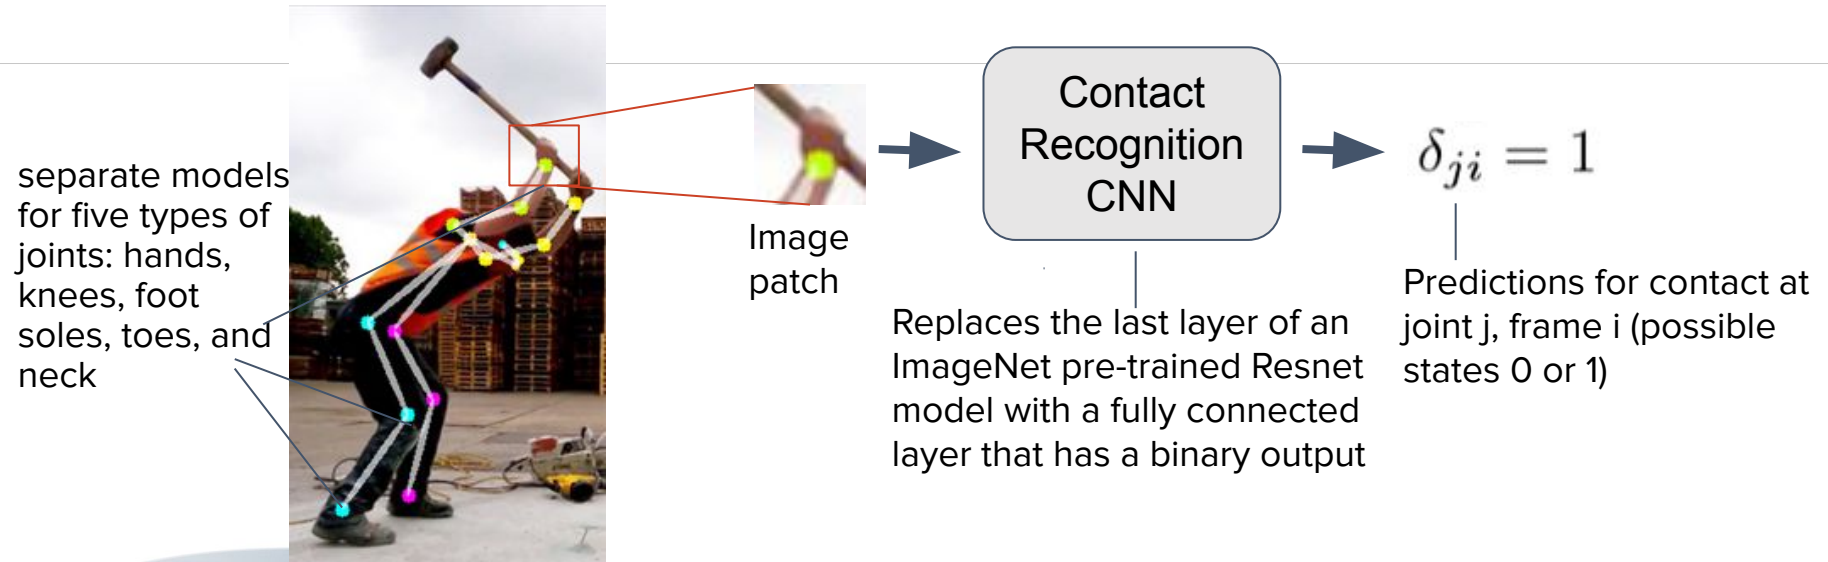 separate models
for five types of
joints: hands,
knees, foot
soles, toes, and
neck
Image
patch
Contact
Recognition
CNN
Replaces the last layer of an
ImageNet pre-trained Resnet
model with a fully connected
layer that has a binary output
δji = 1
Predictions for contact at
joint j, frame i (possible
states 0 or 1)